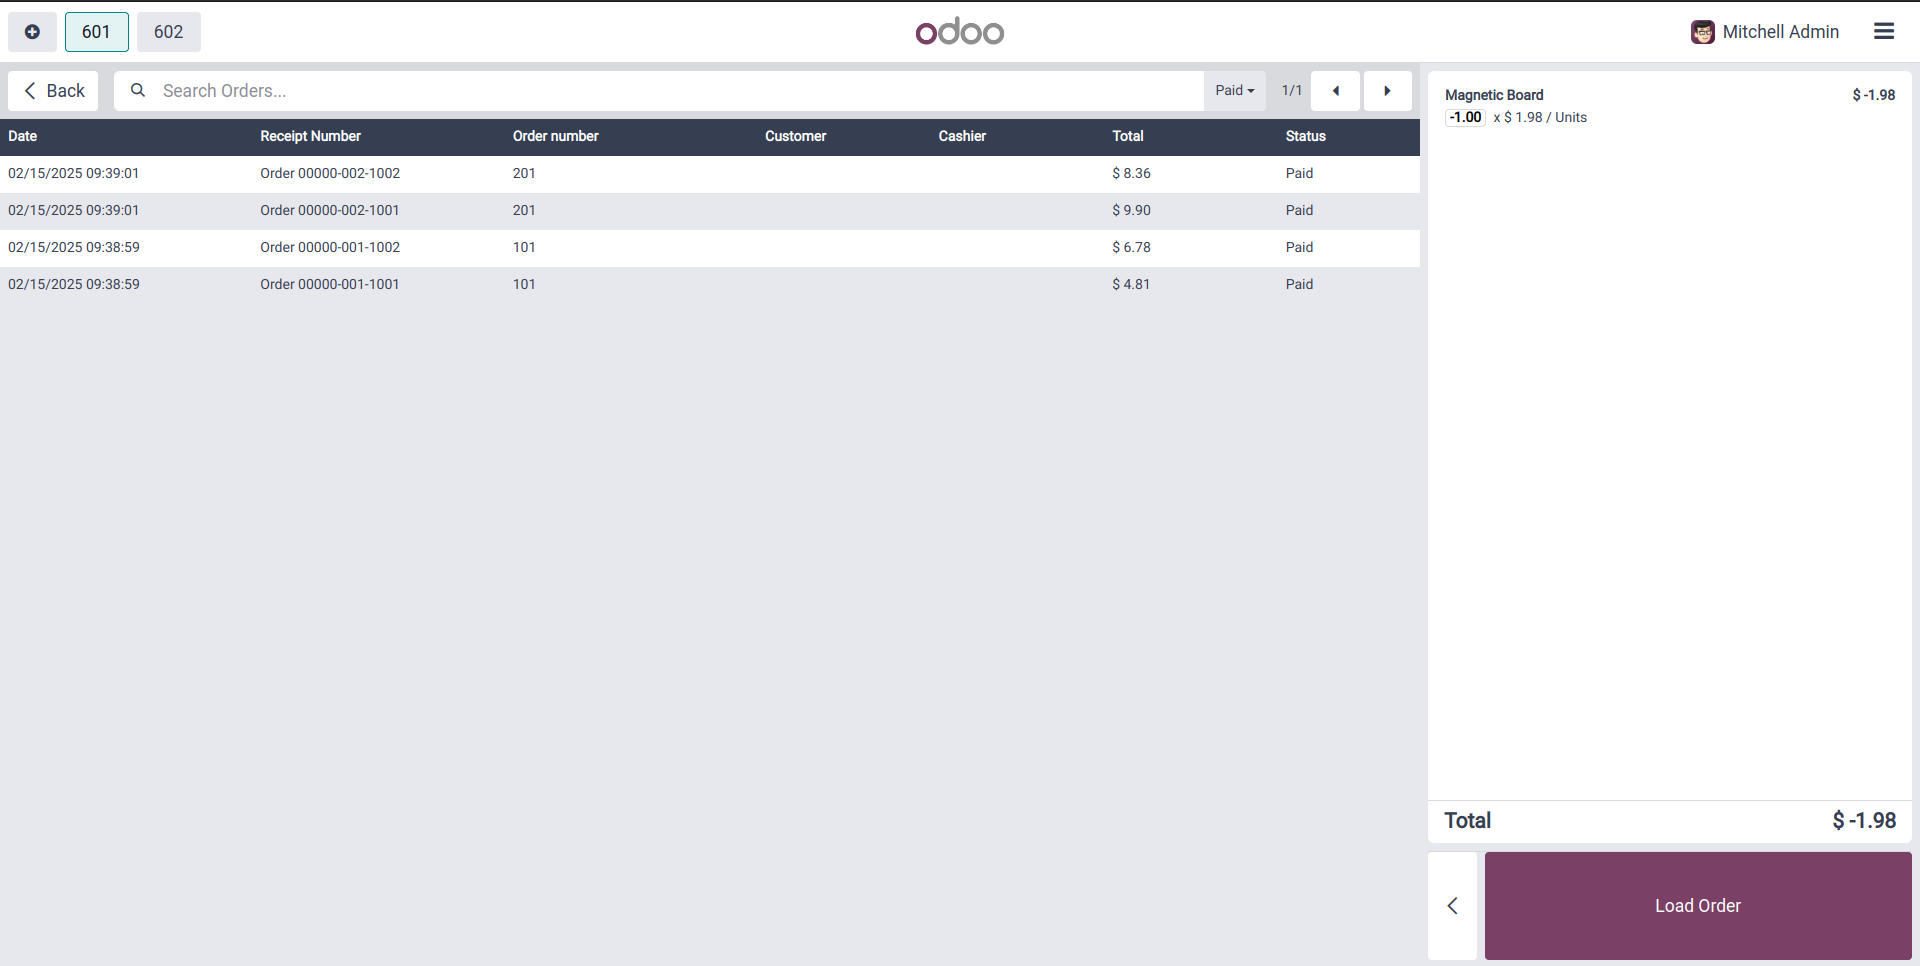 601
602
odoo
Mitchell Admin
Back
Search Orders...
Paid
1/1
Date Receipt Number Order number Customer Cashier Total Status
02/15/2025 09:39:01 Order 00000-002-1002 201 $ 8.36 Paid
02/15/2025 09:39:01 Order 00000-002-1001 201 $ 9.90 Paid
02/15/2025 09:38:59 Order 00000-001-1002 101 $ 6.78 Paid
02/15/2025 09:38:59 Order 00000-001-1001 101 $ 4.81 Paid
Magnetic Board $ -1.98
-1.00 x $ 1.98 / Units
Total $ -1.98
Load Order